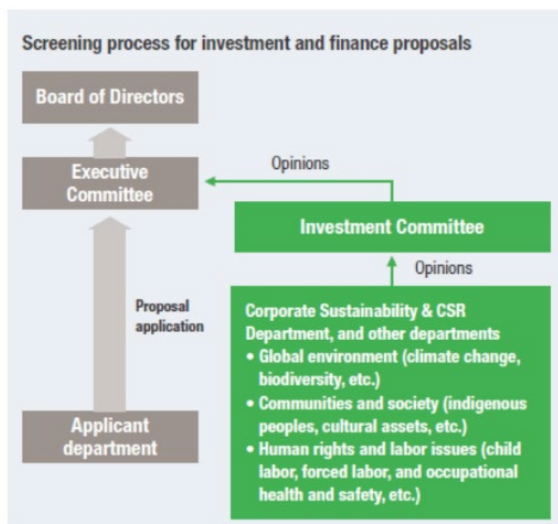 Screening process for investment and finance proposals
Board of Directors
Executive
Committee
Opinions
Investment Committee
Opinions
Proposal
application
Corporate Sustainability & CSR
Department, and other departments
• Global environment (climate change,
biodiversity, etc.)
• Communities and society (indigenous
peoples, cultural assets, etc.)
• Human rights and labor issues (child
labor, forced labor, and occupational
health and safety, etc.)
Applicant
department